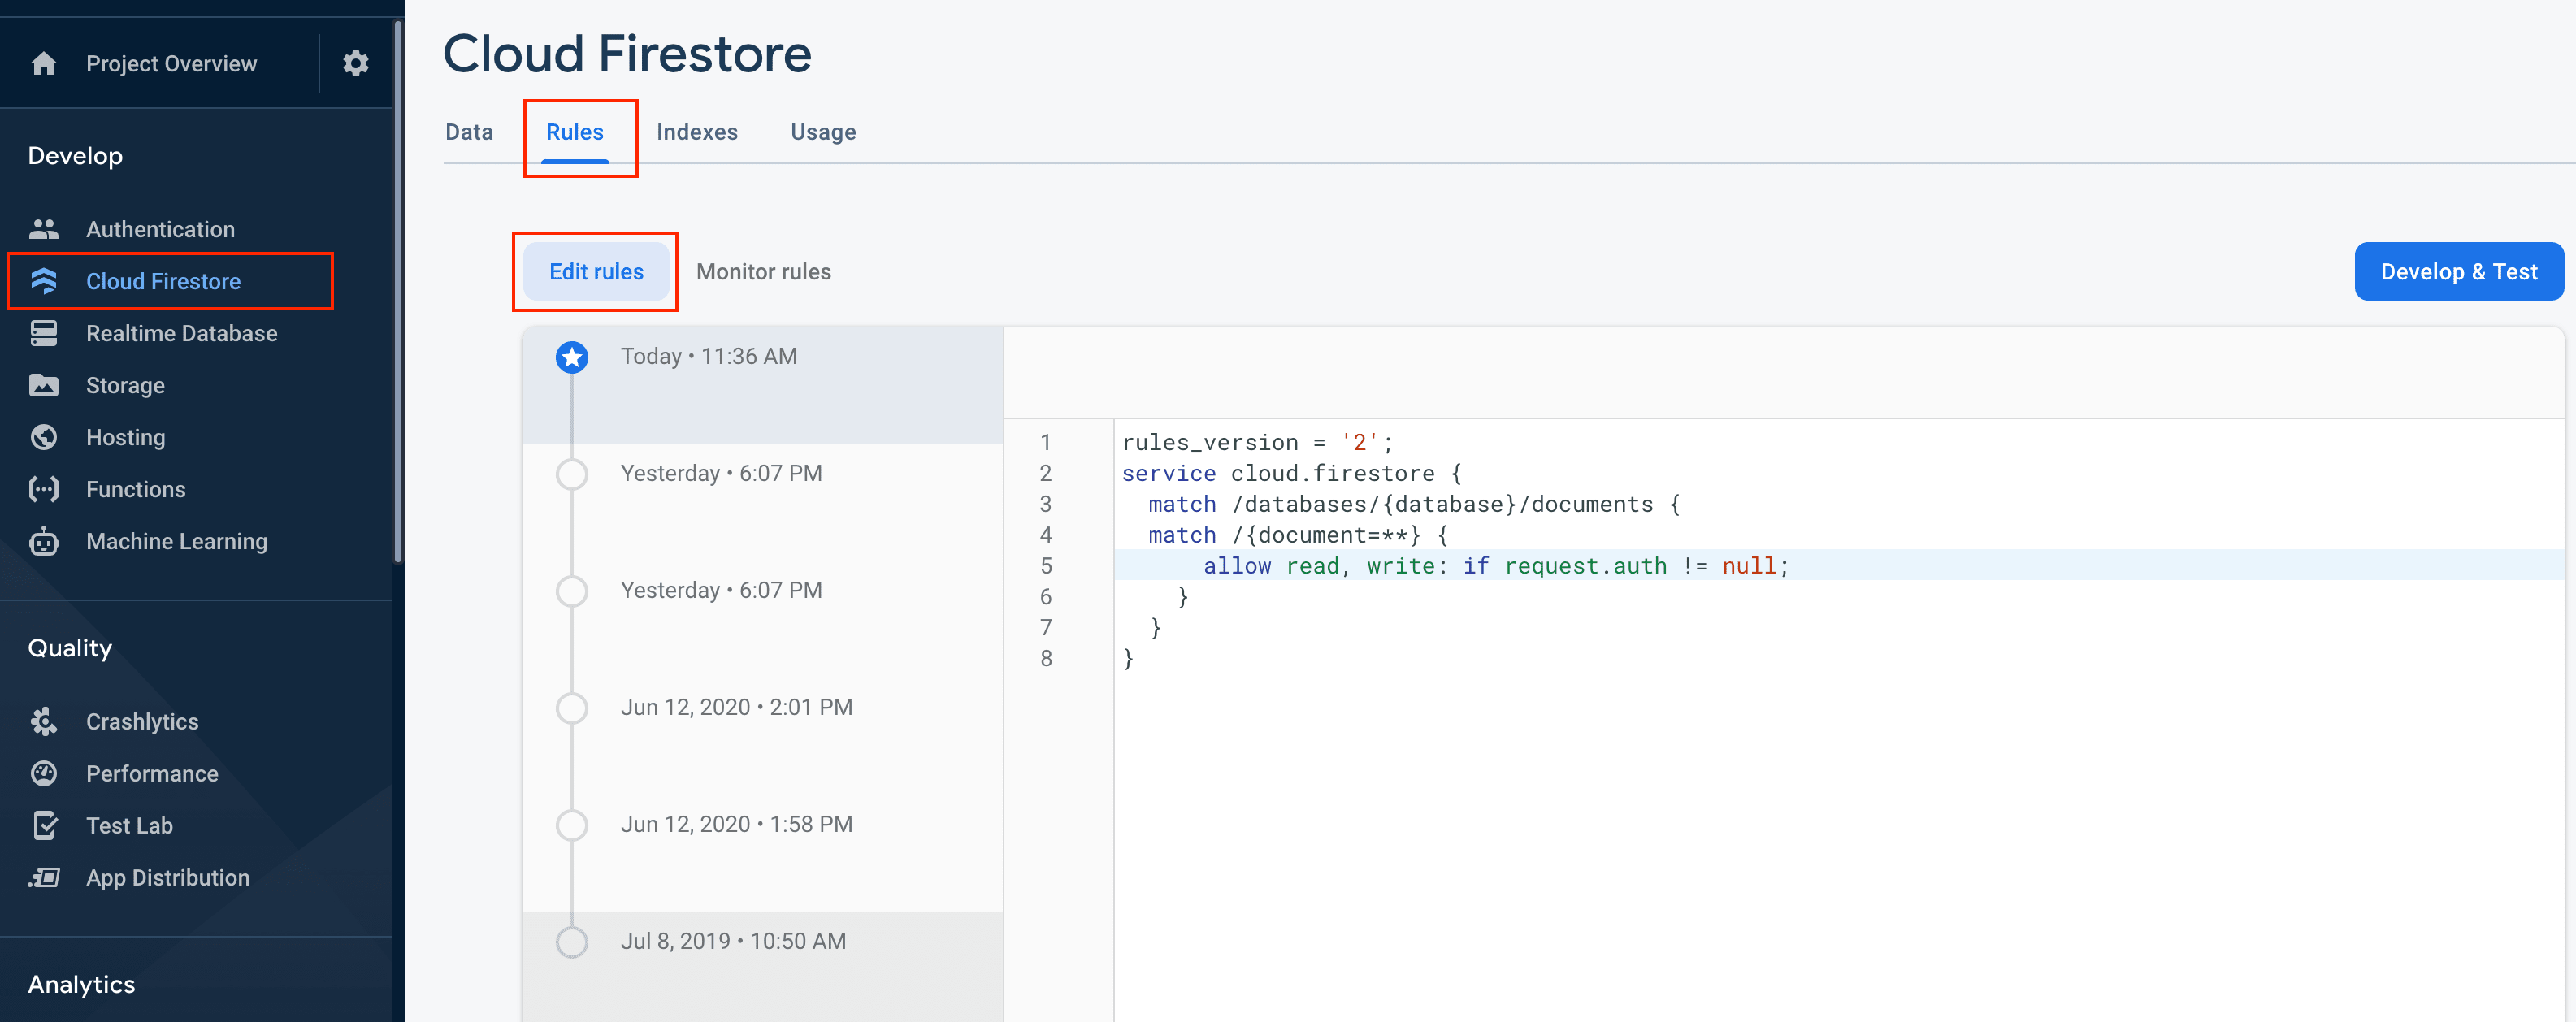 Project Overview
Develop
Authentication
Cloud Firestore
Realtime Database
Storage
Hosting
Functions
Machine Learning
Quality
Crashlytics
Performance
Test Lab
App Distribution
Analytics
Cloud Firestore
Data Rules Indexes Usage
Edit rules Monitor rules Develop & Test
Today • 11:36 AM
Yesterday • 6:07 PM
Yesterday • 6:07 PM
Jun 12, 2020 • 2:01 PM
Jun 12, 2020 • 1:58 PM
Jul 8, 2019 • 10:50 AM
1 rules_version = '2';
2 service cloud.firestore {
3   match /databases/{database}/documents {
4   match /{document=**} {
5       allow read, write: if request.auth != null;
6     }
7   }
8 }